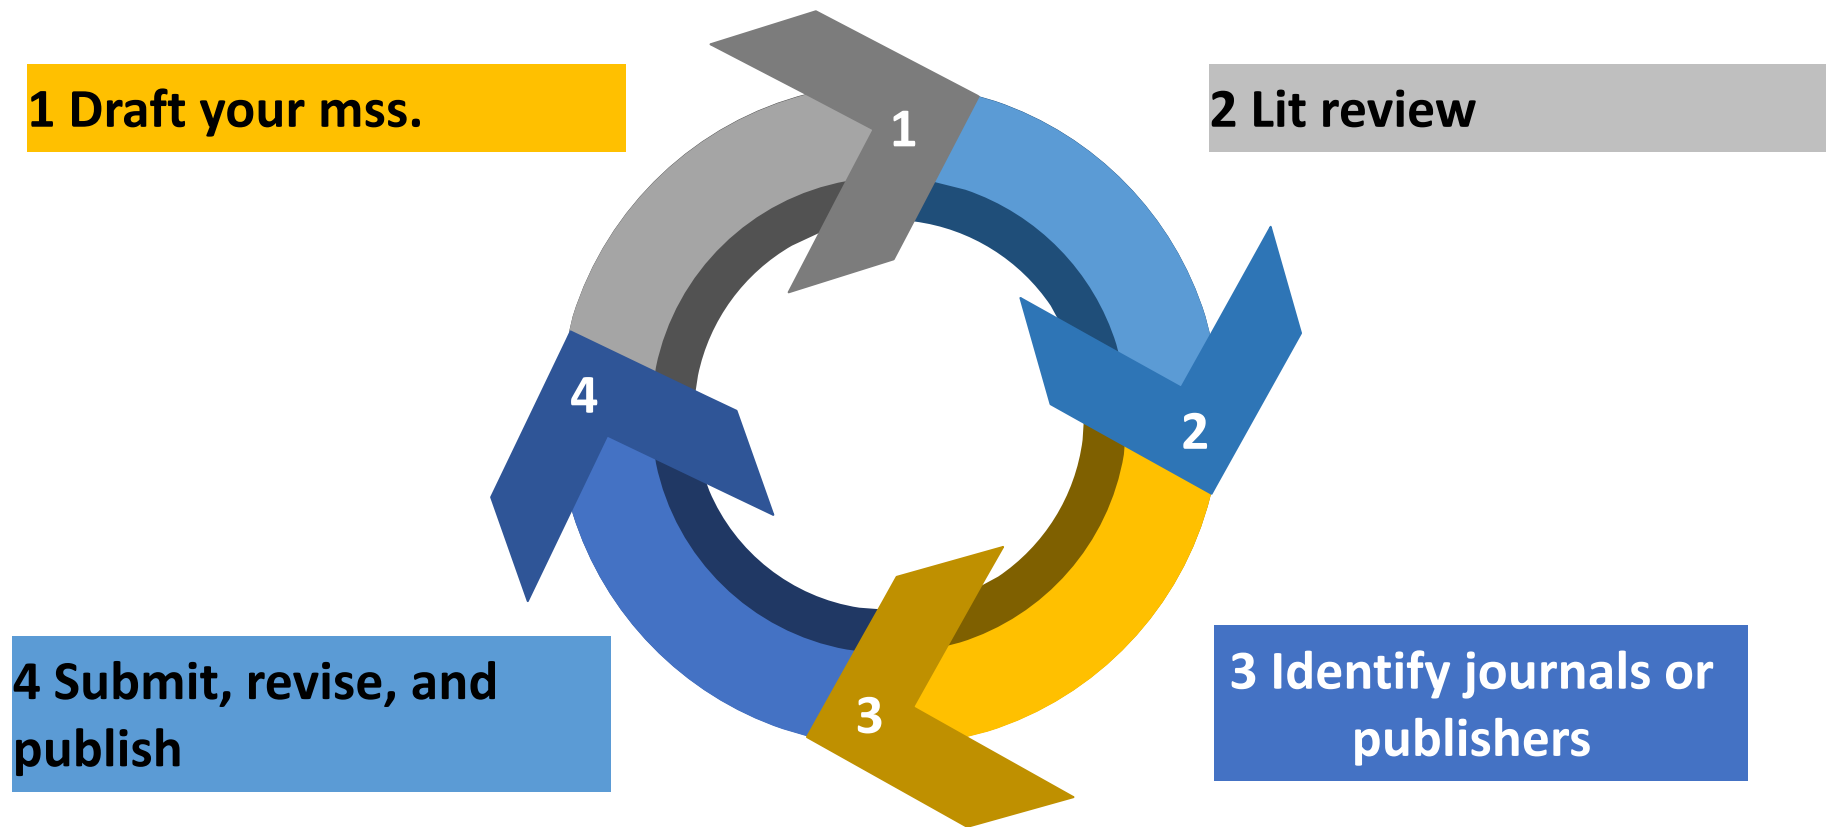 1 Draft your mss.
2 Lit review
1
2
3
4
4 Submit, revise, and
publish
3 Identify journals or
publishers